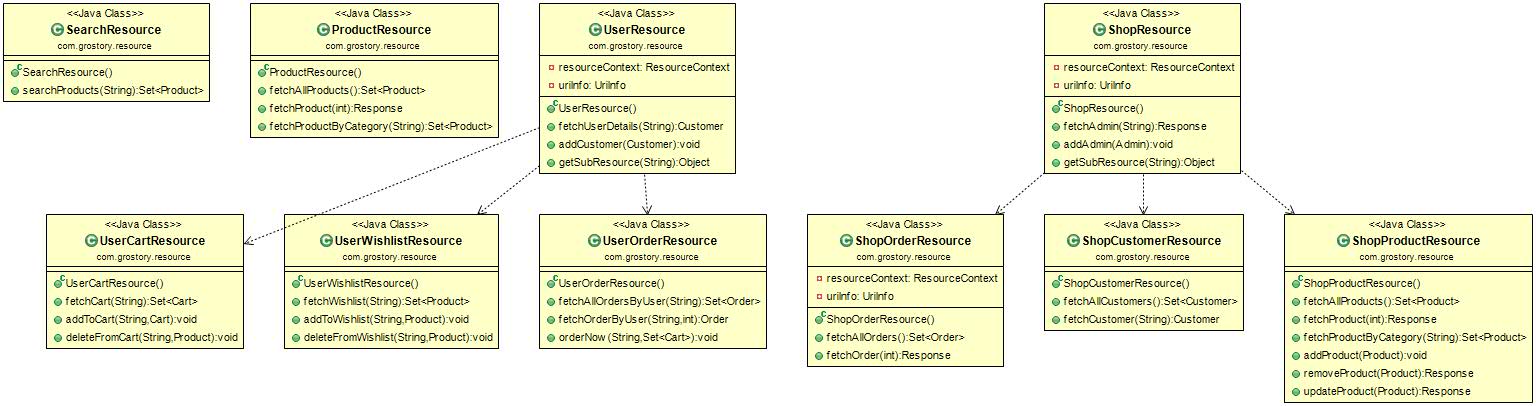 <<Java Class>>
SearchResource
com.grostory.resource
SearchResource()
searchProducts(String):Set<Product>
<<Java Class>>
ProductResource
com.grostory.resource
ProductResource()
fetchAllProducts():Set<Product>
fetchProduct(int):Response
fetchProductByCategory(String):Set<Product>
<<Java Class>>
UserResource
com.grostory.resource
resourceContext: ResourceContext
uriInfo: UriInfo
UserResource()
fetchUserDetails(String):Customer
addCustomer(Customer):void
getSubResource(String):Object
<<Java Class>>
ShopResource
com.grostory.resource
resourceContext: ResourceContext
uriInfo: UriInfo
ShopResource()
fetchAdmin(String):Response
addAdmin(Admin):void
getSubResource(String):Object
<<Java Class>>
UserCartResource
com.grostory.resource
UserCartResource()
fetchCart(String):Set<Cart>
addToCart(String,Cart):void
deleteFromCart(String,Product):void
<<Java Class>>
UserWishlistResource
com.grostory.resource
UserWishlistResource()
fetchWishlist(String):Set<Product>
addToWishlist(String,Product):void
deleteFromWishlist(String,Product):void
<<Java Class>>
UserOrderResource
com.grostory.resource
UserOrderResource()
fetchAllOrdersByUser(String):Set<Order>
fetchOrderByUser(String,int):Order
orderNow(String,Set<Cart>):void
<<Java Class>>
ShopOrderResource
com.grostory.resource
resourceContext: ResourceContext
uriInfo: UriInfo
ShopOrderResource()
fetchAllOrders():Set<Order>
fetchOrder(int):Response
<<Java Class>>
ShopCustomerResource
com.grostory.resource
ShopCustomerResource()
fetchAllCustomers():Set<Customer>
fetchCustomer(String):Customer
<<Java Class>>
ShopProductResource
com.grostory.resource
ShopProductResource()
fetchAllProducts():Set<Product>
fetchProduct(int):Response
fetchProductByCategory(String):Set<Product>
addProduct(Product):void
removeProduct(Product):Response
updateProduct(Product):Response